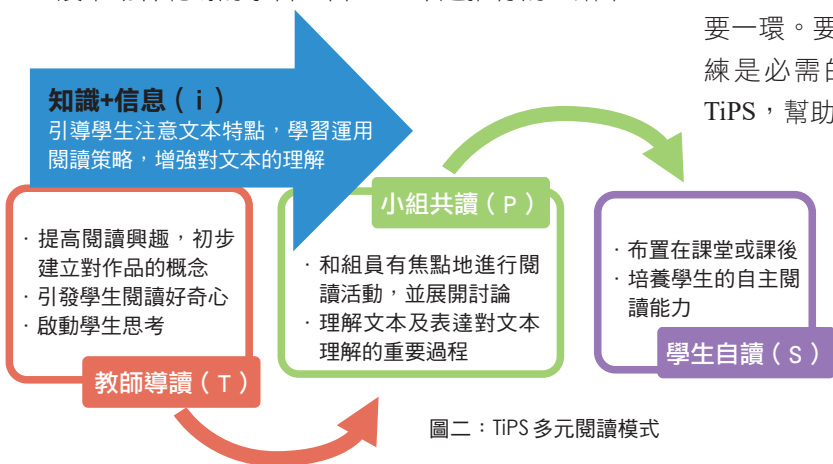 要一環。要
練是必需
TiPS，幫助
知識+信息（i）
引導學生注意文本特點，學習運用
閱讀策略，增強對文本的理解
· 提高閱讀興趣，初步
建立對作品的概念
· 引發學生閱讀好奇心
· 啟動學生思考
教師導讀（T）
小組共讀（P）
· 和組員有焦點地進行閱
讀活動，並展開討論
· 理解文本及表達對文本
理解的重要過程
· 布置在課堂或課後
· 培養學生的自主閱
讀能力
學生自讀（S）
圖二：TiPS 多元閱讀模式